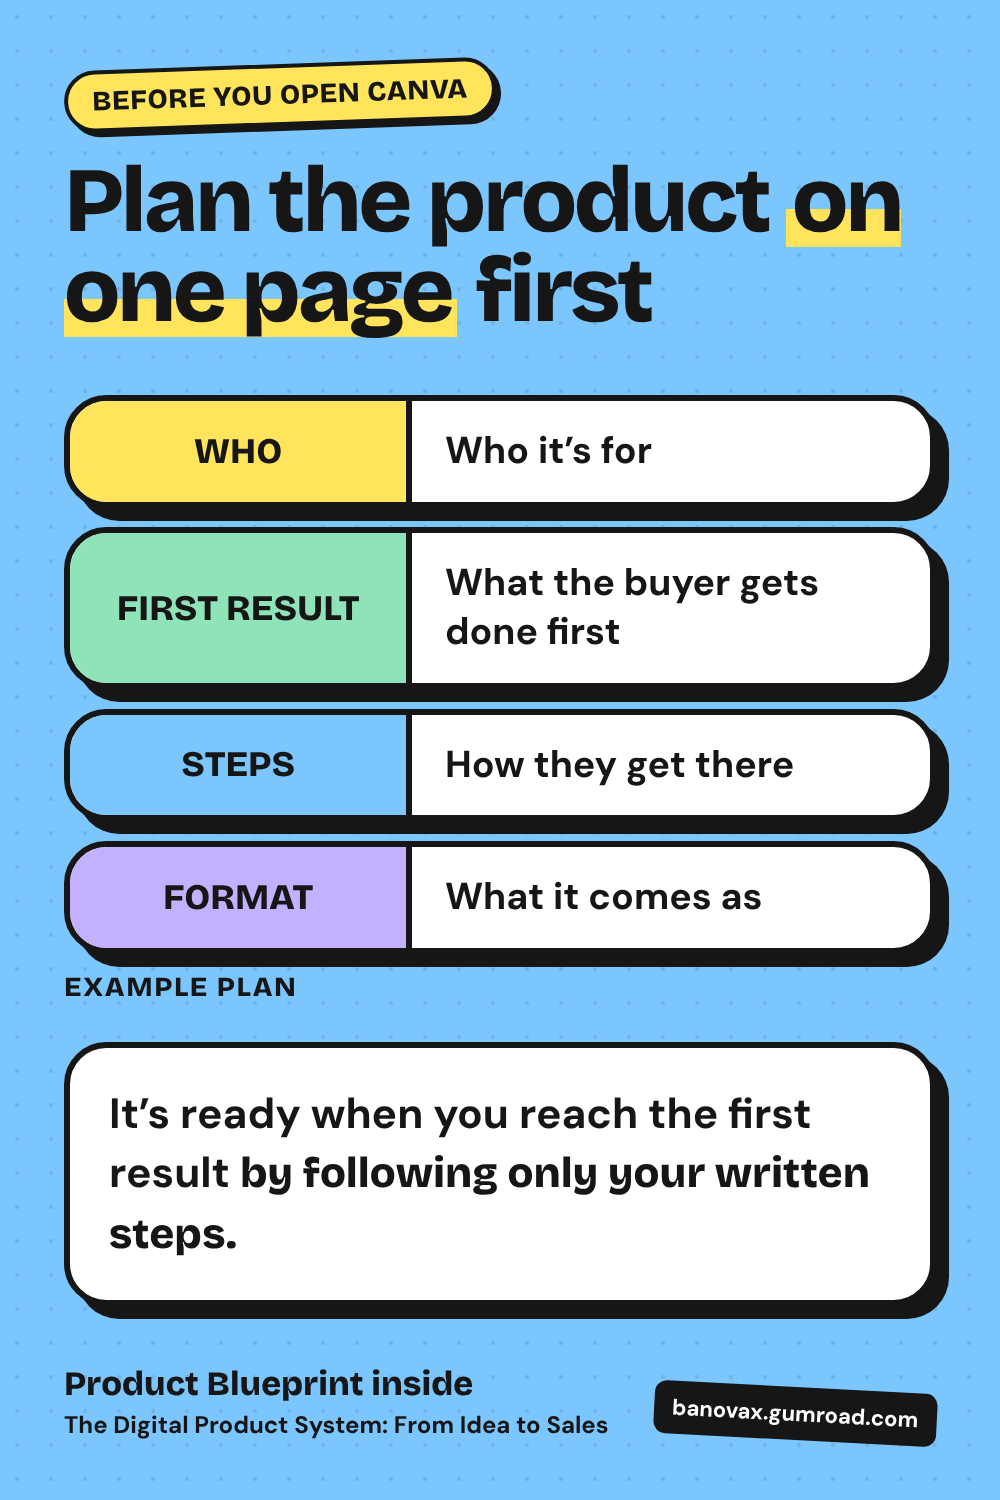 BEFORE YOU OPEN CANVA
Plan the product on
one page first
WHO
Who it’s for
FIRST RESULT
What the buyer gets
done first
STEPS
How they get there
FORMAT
What it comes as
EXAMPLE PLAN
It’s ready when you reach the first
result by following only your written
steps.
Product Blueprint inside
The Digital Product System: From Idea to Sales
banovax.gumroad.com